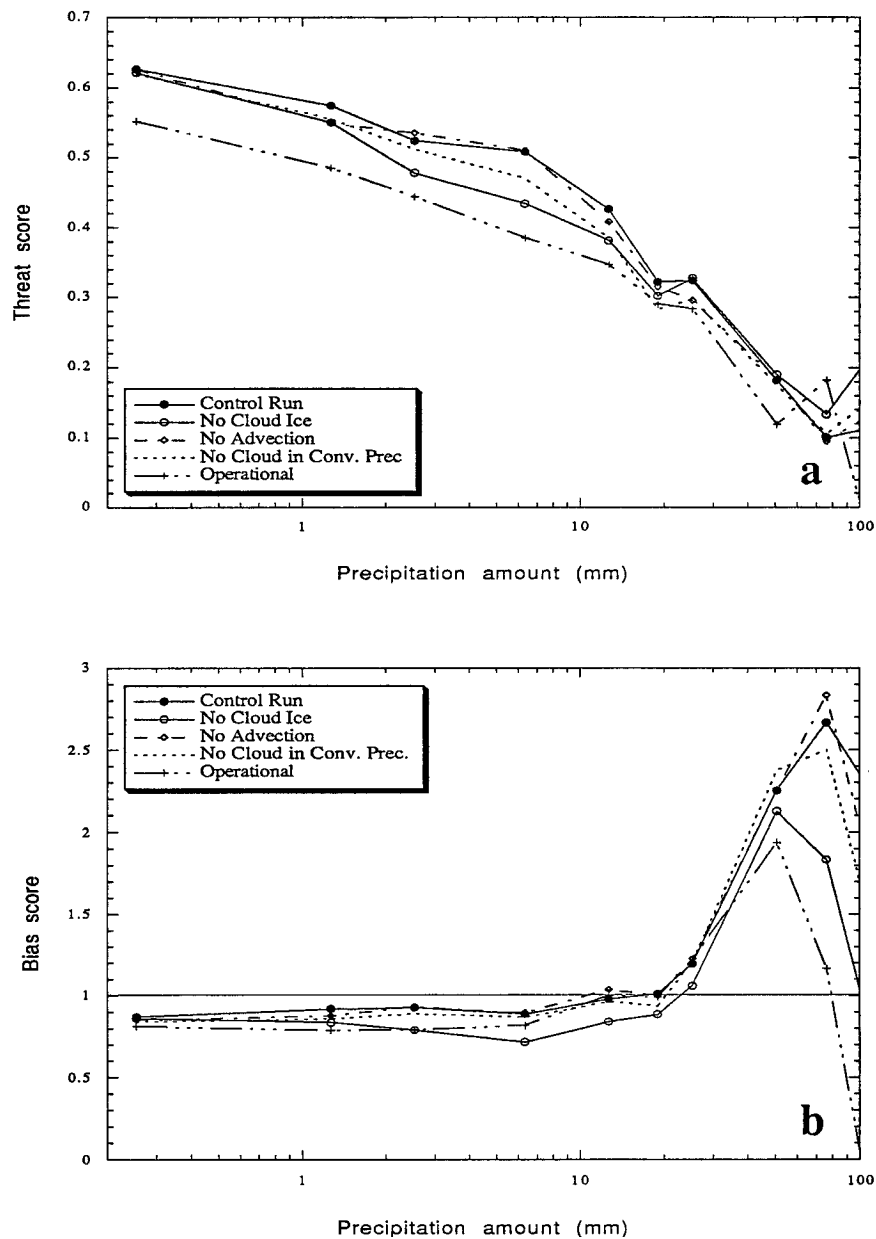 0.7
0.6
0.5
0.4
0.3
0.2
0.1
0
Threat score
Control Run
No Cloud Ice
No Advection
No Cloud in Conv. Prec
Operational
a
1
10
100
Precipitation amount (mm)
3
2.5
2
1.5
1
0.5
0
Bias score
Control Run
No Cloud Ice
No Advection
No Cloud in Conv. Prec.
Operational
b
1
10
100
Precipitation amount (mm)